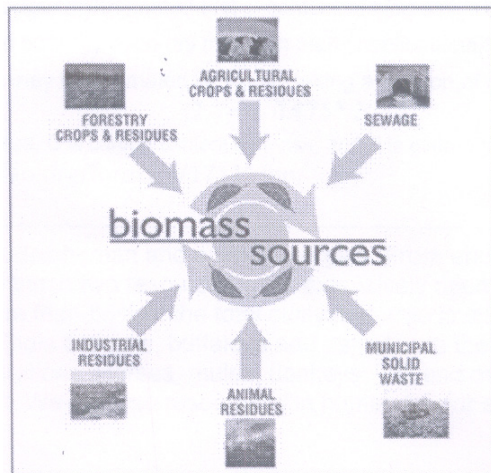 AGRICULTURAL
CROPS & RESIDUES
FORESTRY
CROPS & RESIDUES
SEWAGE
biomass
sources
INDUSTRIAL
RESIDUES
ANIMAL
RESIDUES
MUNICIPAL
SOLID
WASTE